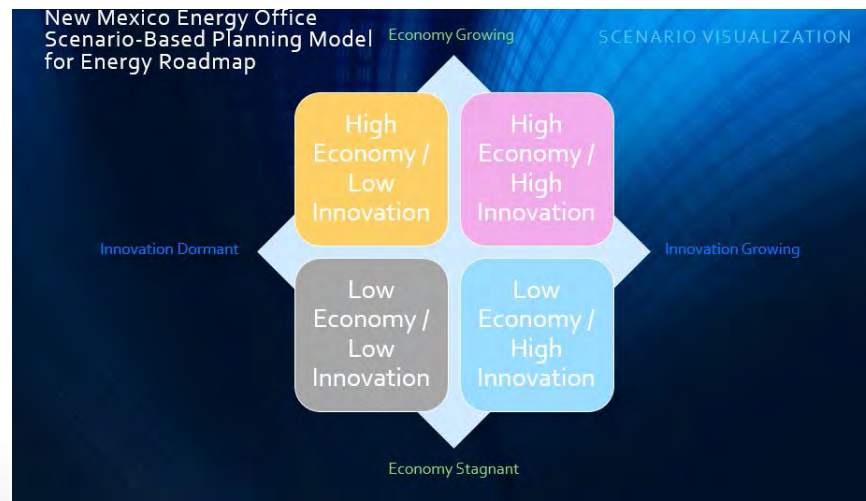 New Mexico Energy Office
Scenario-Based Planning Model
for Energy Roadmap
Economy Growing
SCENARIO VISUALIZATION
High
Economy /
Low
Innovation
High
Economy /
High
Innovation
Innovation Dormant
Innovation Growing
Low
Economy /
Low
Innovation
Low
Economy /
High
Innovation
Economy Stagnant